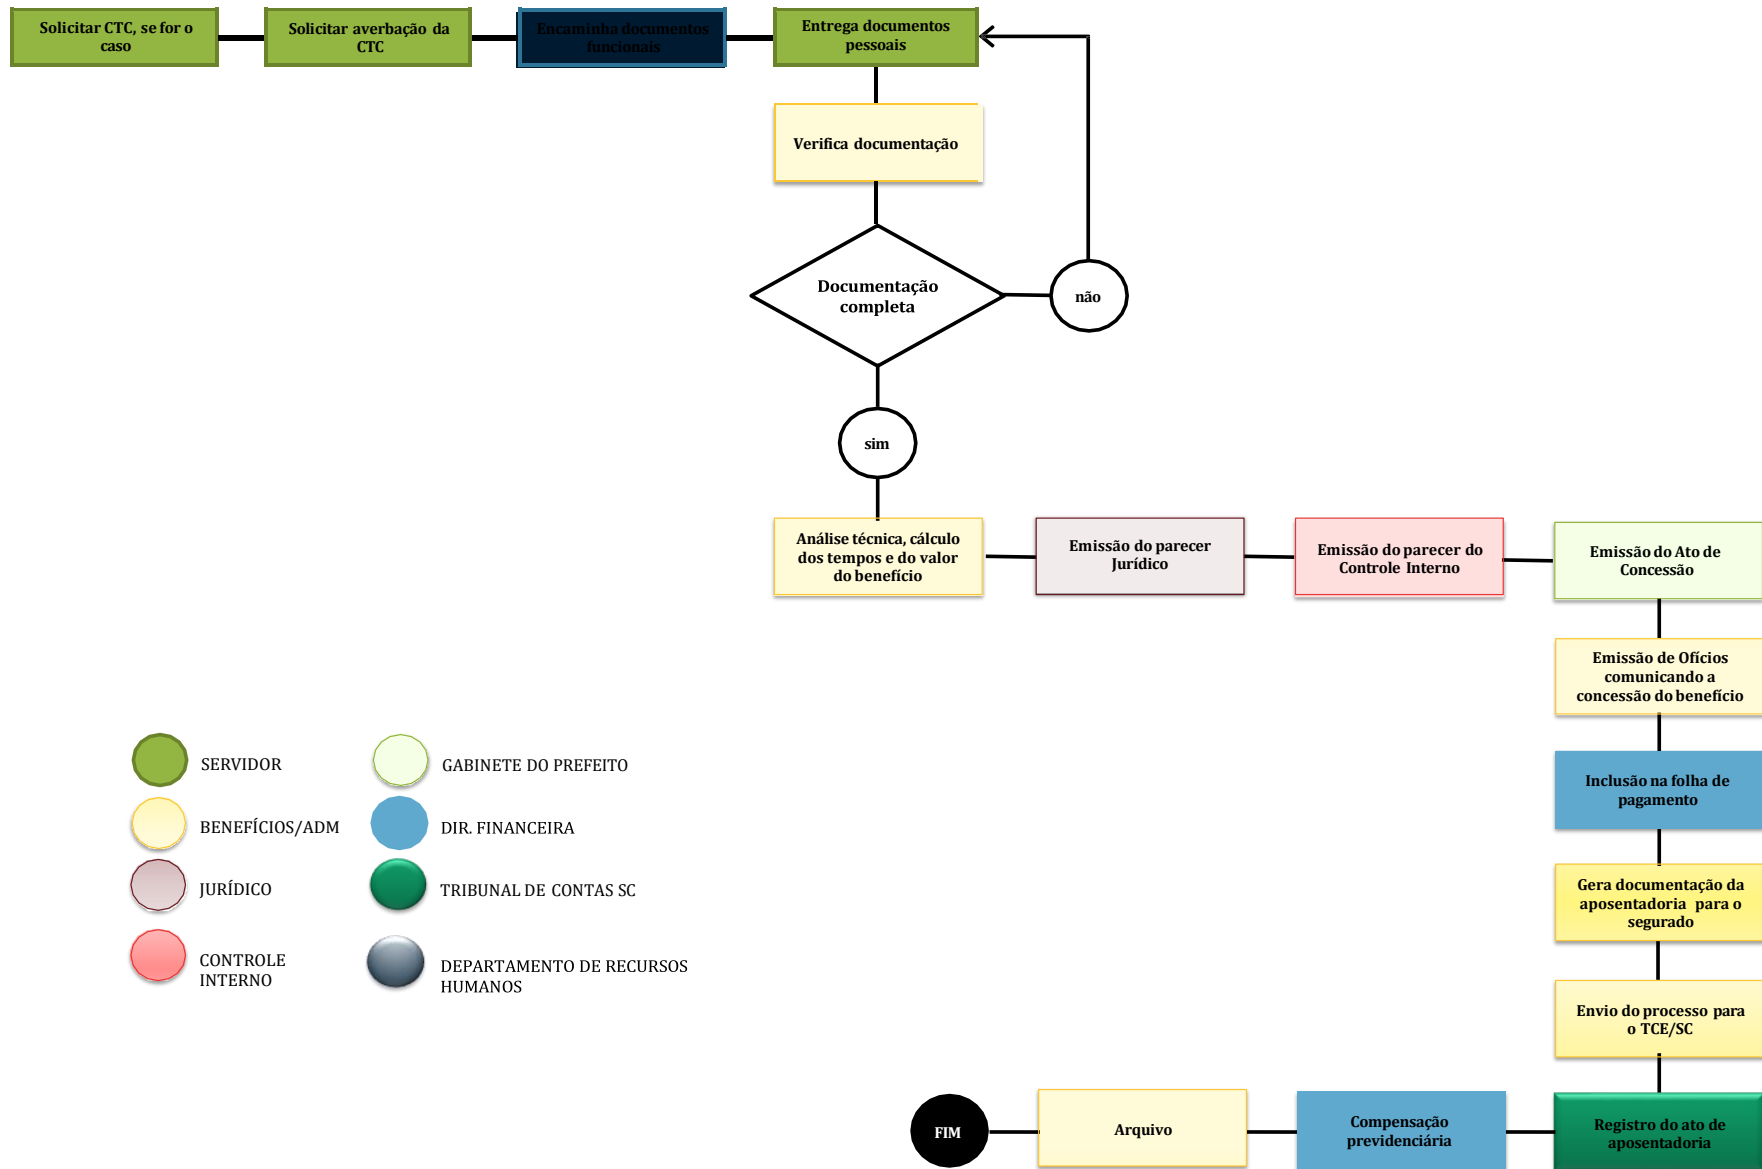 Solicitar CTC, se for o
caso
Solicitar averbação da
CTC
Encaminha documentos
funcionais
Entrega documentos
pessoais
Verifica documentação
Documentação
completa
não
sim
Análise técnica, cálculo
dos tempos e do valor
do benefício
Emissão do parecer
Jurídico
Emissão do parecer do
Controle Interno
Emissão do Ato de
Concessão
Emissão de Ofícios
comunicando a
concessão do benefício
Inclusão na folha de
pagamento
Gera documentação da
aposentadoria para o
segurado
Envio do processo para
o TCE/SC
Registro do ato de
aposentadoria
Compensação
previdenciária
Arquivo
FIM
SERVIDOR
BENEFÍCIOS/ADM
JURÍDICO
CONTROLE
INTERNO
GABINETE DO PREFEITO
DIR. FINANCEIRA
TRIBUNAL DE CONTAS SC
DEPARTAMENTO DE RECURSOS
HUMANOS